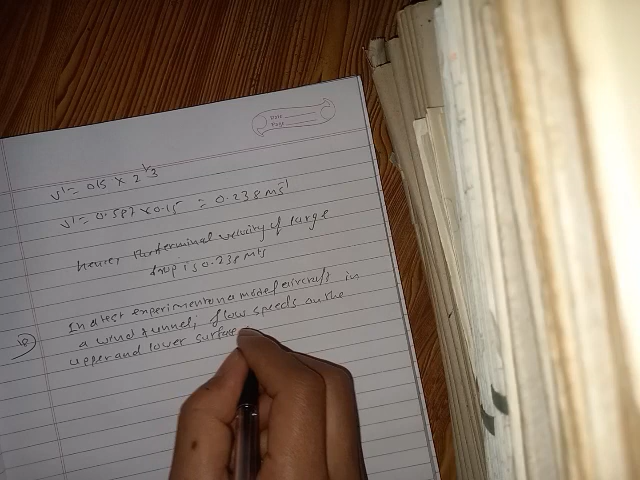 Date
Page
v' = 0.15 × 2^1/3
v' = 0.587 × 0.15 = 0.238 ms^-1
hence, the terminal velocity of large
drop is 0.238 m/s
In a test experiment on a model aircraft in
a wind tunnel, flow speeds on the
upper and lower surface